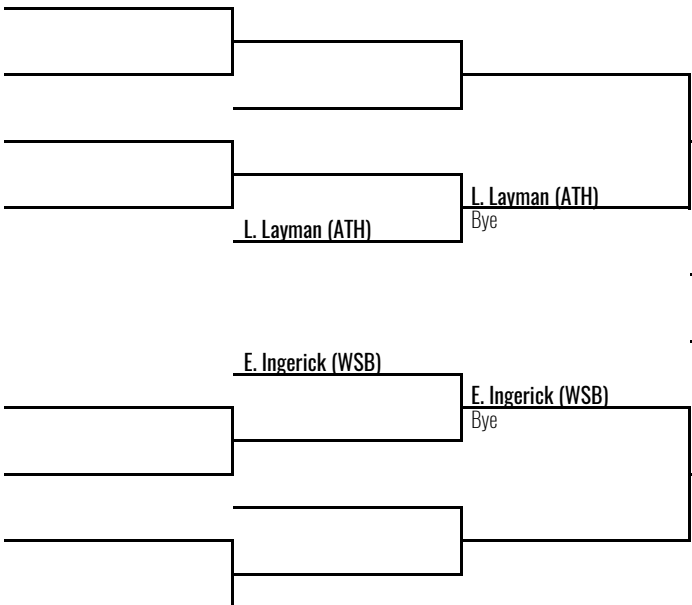 L. Layman (ATH)
Bye
L. Layman (ATH)
E. Ingerick (WSB)
E. Ingerick (WSB)
Bye